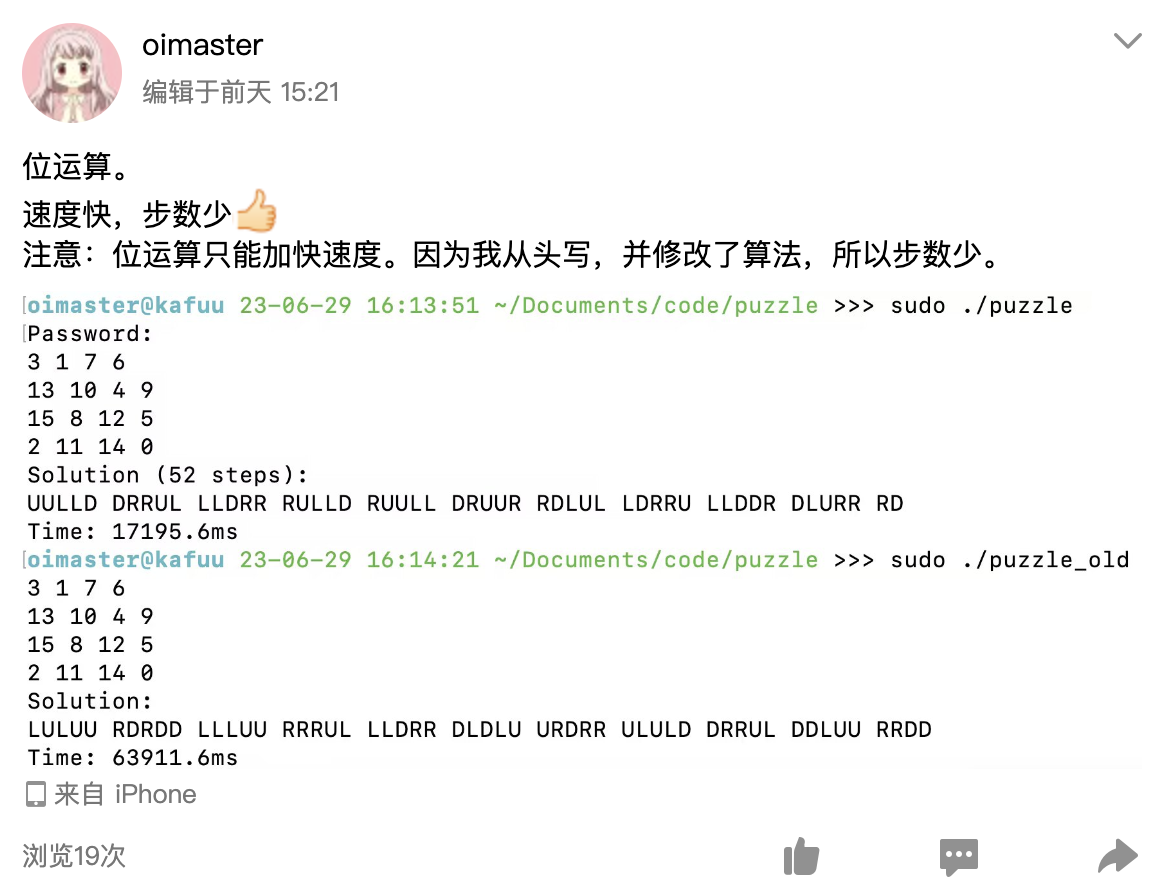 oimaster
编辑于前天 15:21
位运算。
速度快，步数少👍
注意：位运算只能加快速度。因为我从头写，并修改了算法，所以步数少。
[oimaster@kafuu 23-06-29 16:13:51 ~/Documents/code/puzzle >>> sudo ./puzzle
[Password:
3 1 7 6
13 10 4 9
15 8 12 5
2 11 14 0
Solution (52 steps):
UULLD DRRUL LLDRR RULLD RUULL DRUUR RDLUL LDRRU LLDDR DLURR RD
Time: 17195.6ms
[oimaster@kafuu 23-06-29 16:14:21 ~/Documents/code/puzzle >>> sudo ./puzzle_old
3 1 7 6
13 10 4 9
15 8 12 5
2 11 14 0
Solution:
LULUU RDRDD LLLUU RRRUL LLDRR DLDLU URDRR ULULD DRRUL DDLUU RRDD
Time: 63911.6ms
来自 iPhone
浏览19次